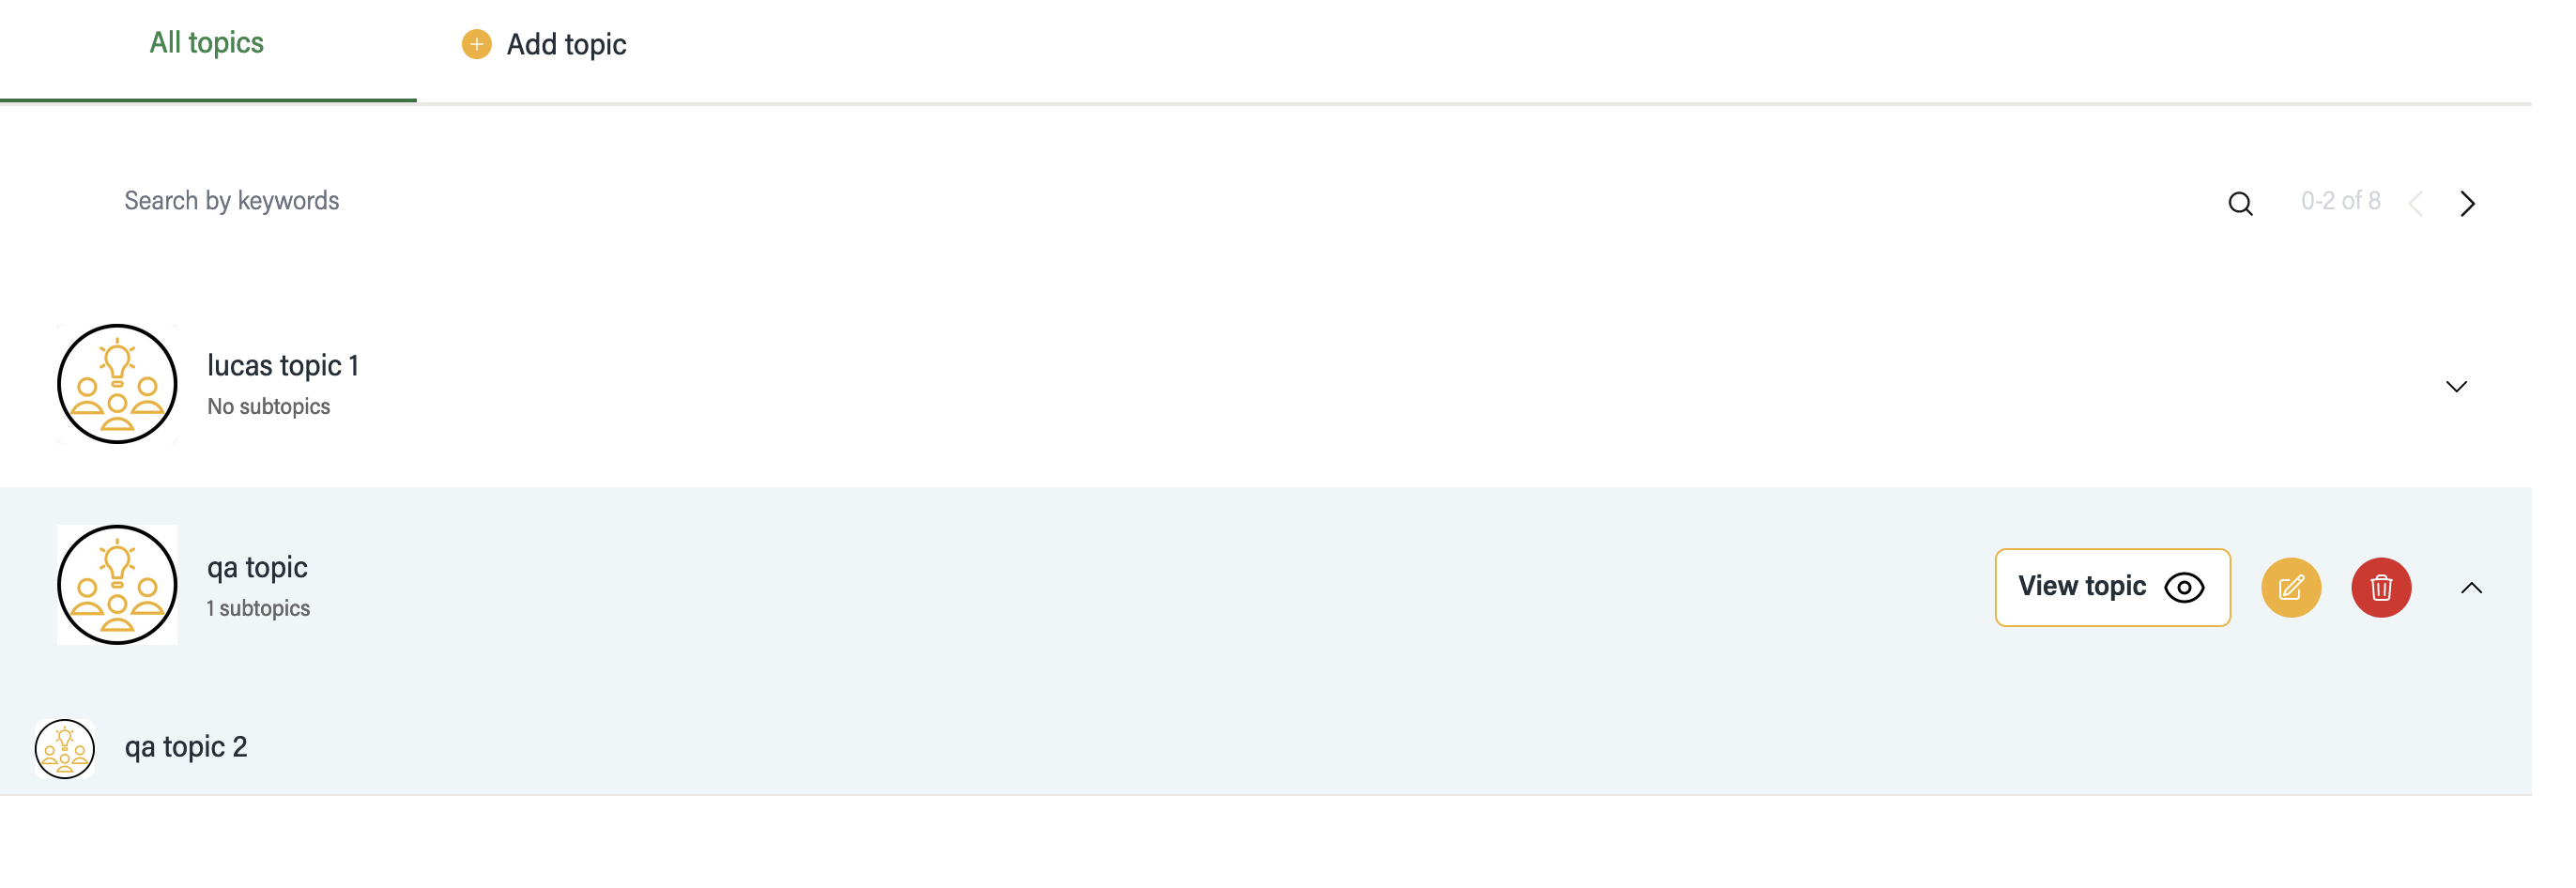 All topics
Add topic
Search by keywords
0-2 of 8
lucas topic 1
No subtopics
qa topic
1 subtopics
View topic
qa topic 2